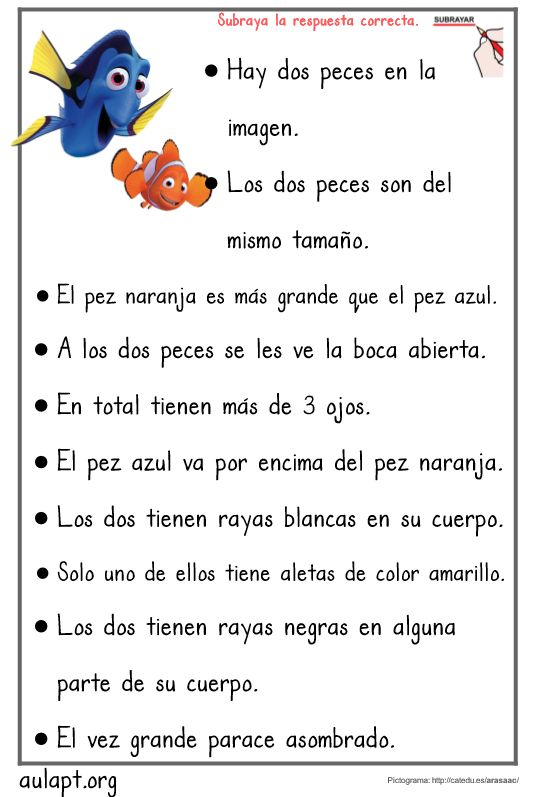 Subraya la respuesta correcta.
SUBRAYAR
• Hay dos peces en la
imagen.
• Los dos peces son del
mismo tamaño.
• El pez naranja es más grande que el pez azul.
• A los dos peces se les ve la boca abierta.
• En total tienen más de 3 ojos.
• El pez azul va por encima del pez naranja.
• Los dos tienen rayas blancas en su cuerpo.
• Solo uno de ellos tiene aletas de color amarillo.
• Los dos tienen rayas negras en alguna
parte de su cuerpo.
• El vez grande parace asombrado.
aulapt.org
Pictograma: http://catedu.es/arasaac/